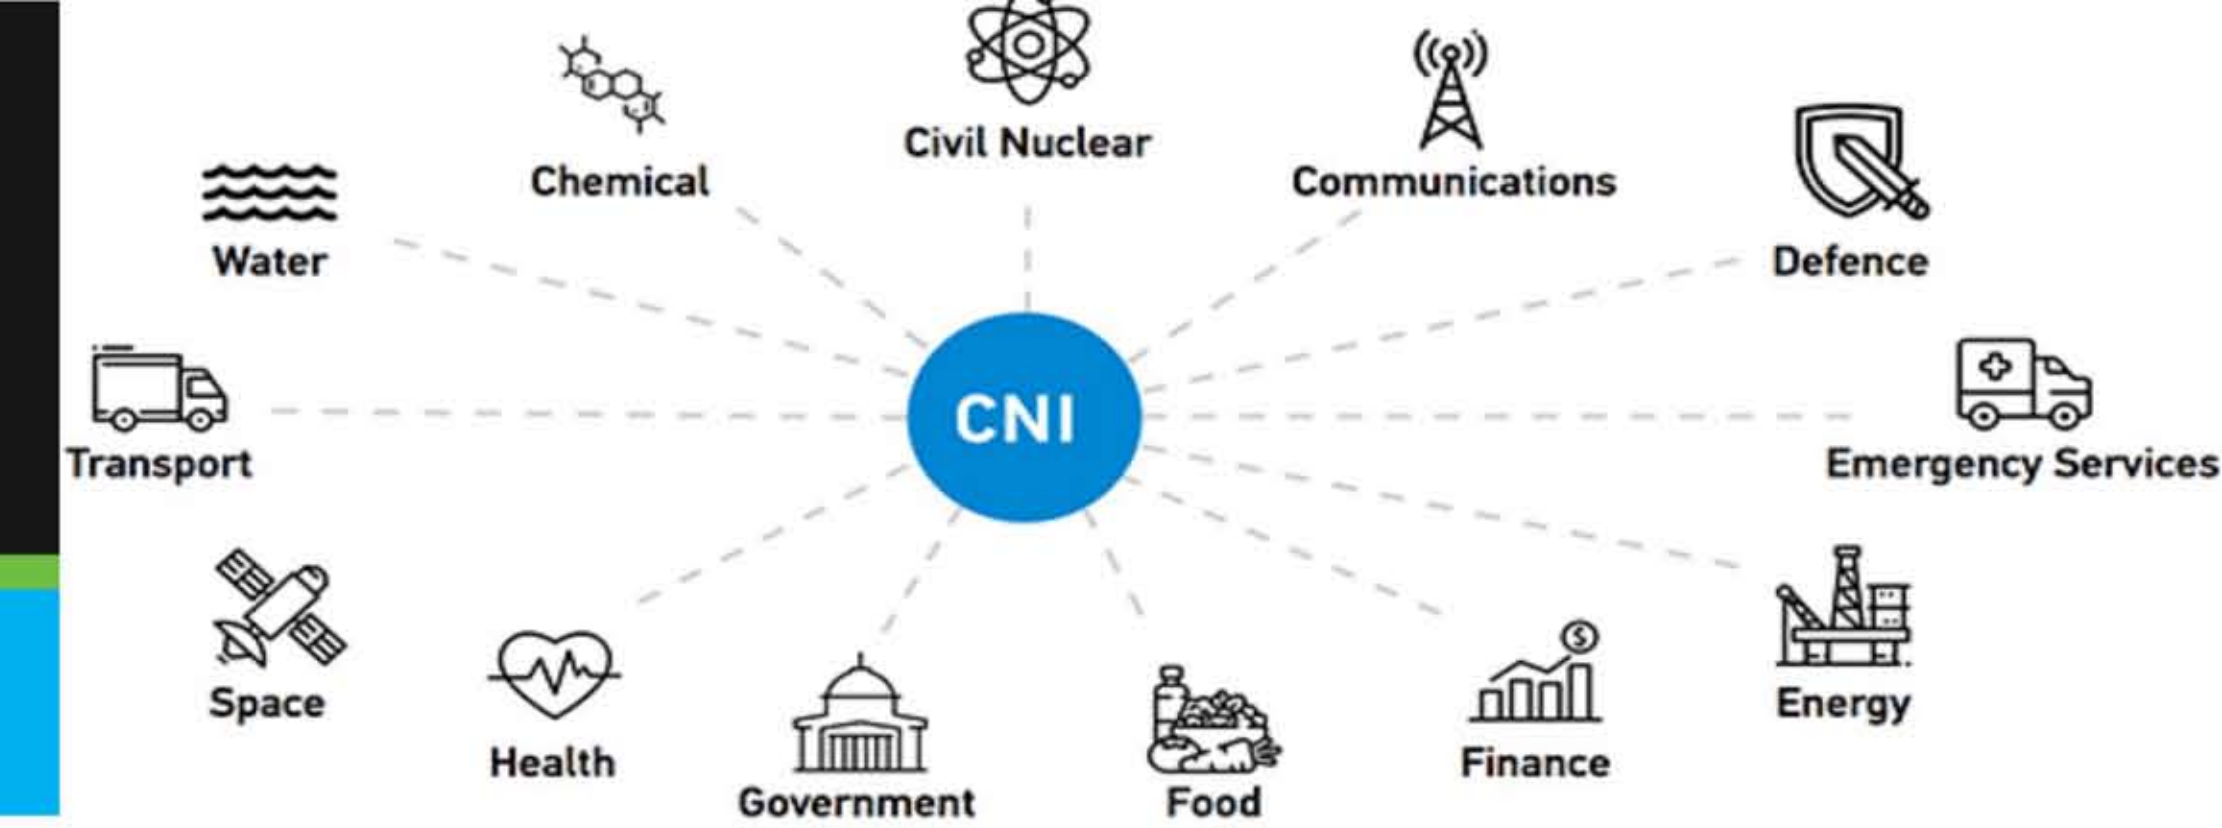 Civil Nuclear
Chemical
Communications
Water
Defence
CNI
Transport
Emergency Services
Space
Energy
Health
Finance
Government
Food
$